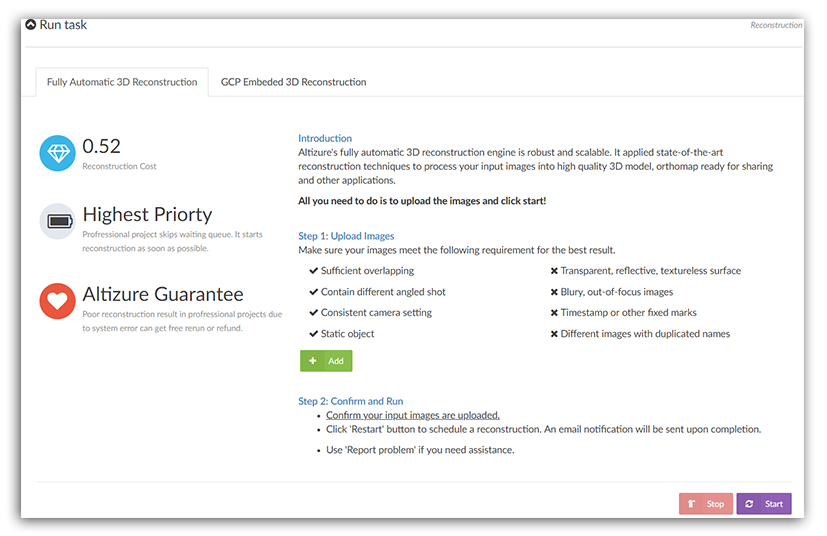 Run task
Reconstruction
Fully Automatic 3D Reconstruction
GCP Embeded 3D Reconstruction
0.52
Reconstruction Cost
Highest Priorty
Professional project skips waiting queue. It starts
reconstruction as soon as possible.
Altizure Guarantee
Poor reconstruction result in prefressional projects due
to system error can get free rerun or refund.
Introduction
Altizure's fully automatic 3D reconstruction engine is robust and scalable. It applied state-of-the-art
reconstruction techniques to process your input images into high quality 3D model, orthomap ready for sharing
and other applications.
All you need to do is to upload the images and click start!
Step 1: Upload Images
Make sure your images meet the following requirement for the best result.
Sufficient overlapping
Transparent, reflective, textureless surface
Contain different angled shot
Blury, out-of-focus images
Consistent camera setting
Timestamp or other fixed marks
Static object
Different images with duplicated names
Add
Step 2: Confirm and Run
Confirm your input images are uploaded.
Click 'Restart' button to schedule a reconstruction. An email notification will be sent upon completion.
Use 'Report problem' if you need assistance.
Stop
Start